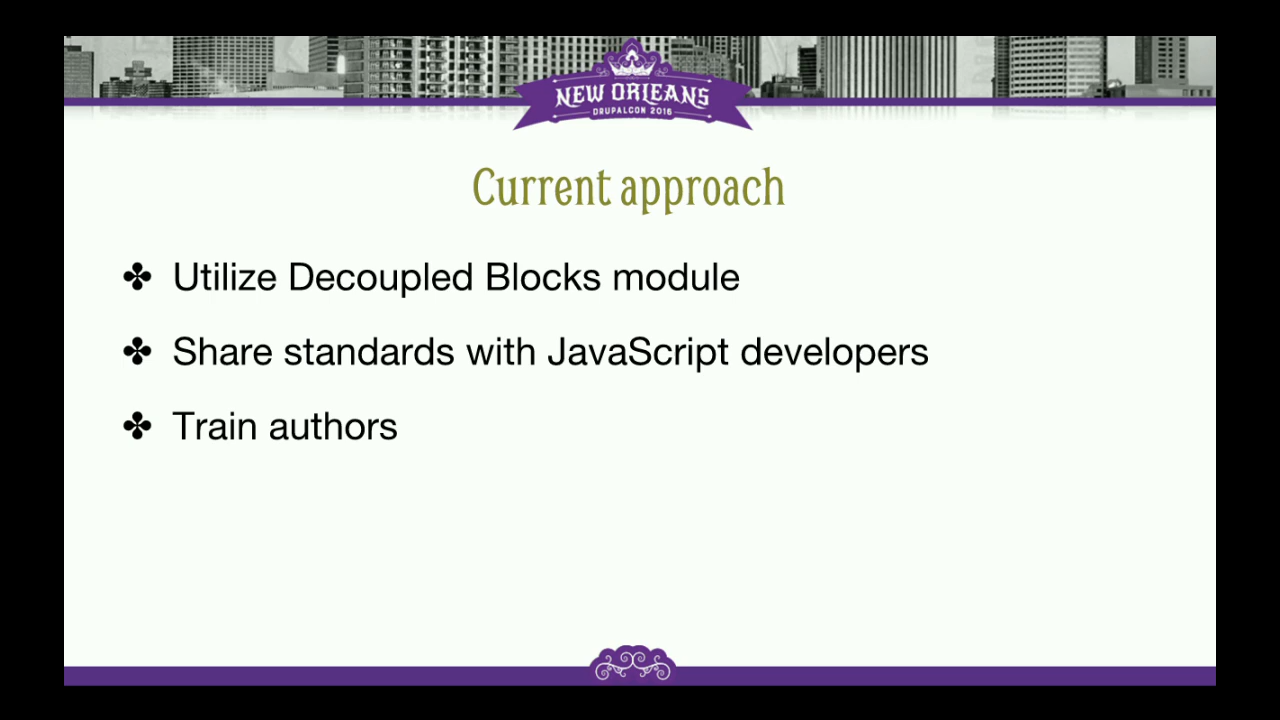 NEW ORLEANS
DRUPALCON 2016
Current approach
✤ Utilize Decoupled Blocks module
✤ Share standards with JavaScript developers
✤ Train authors